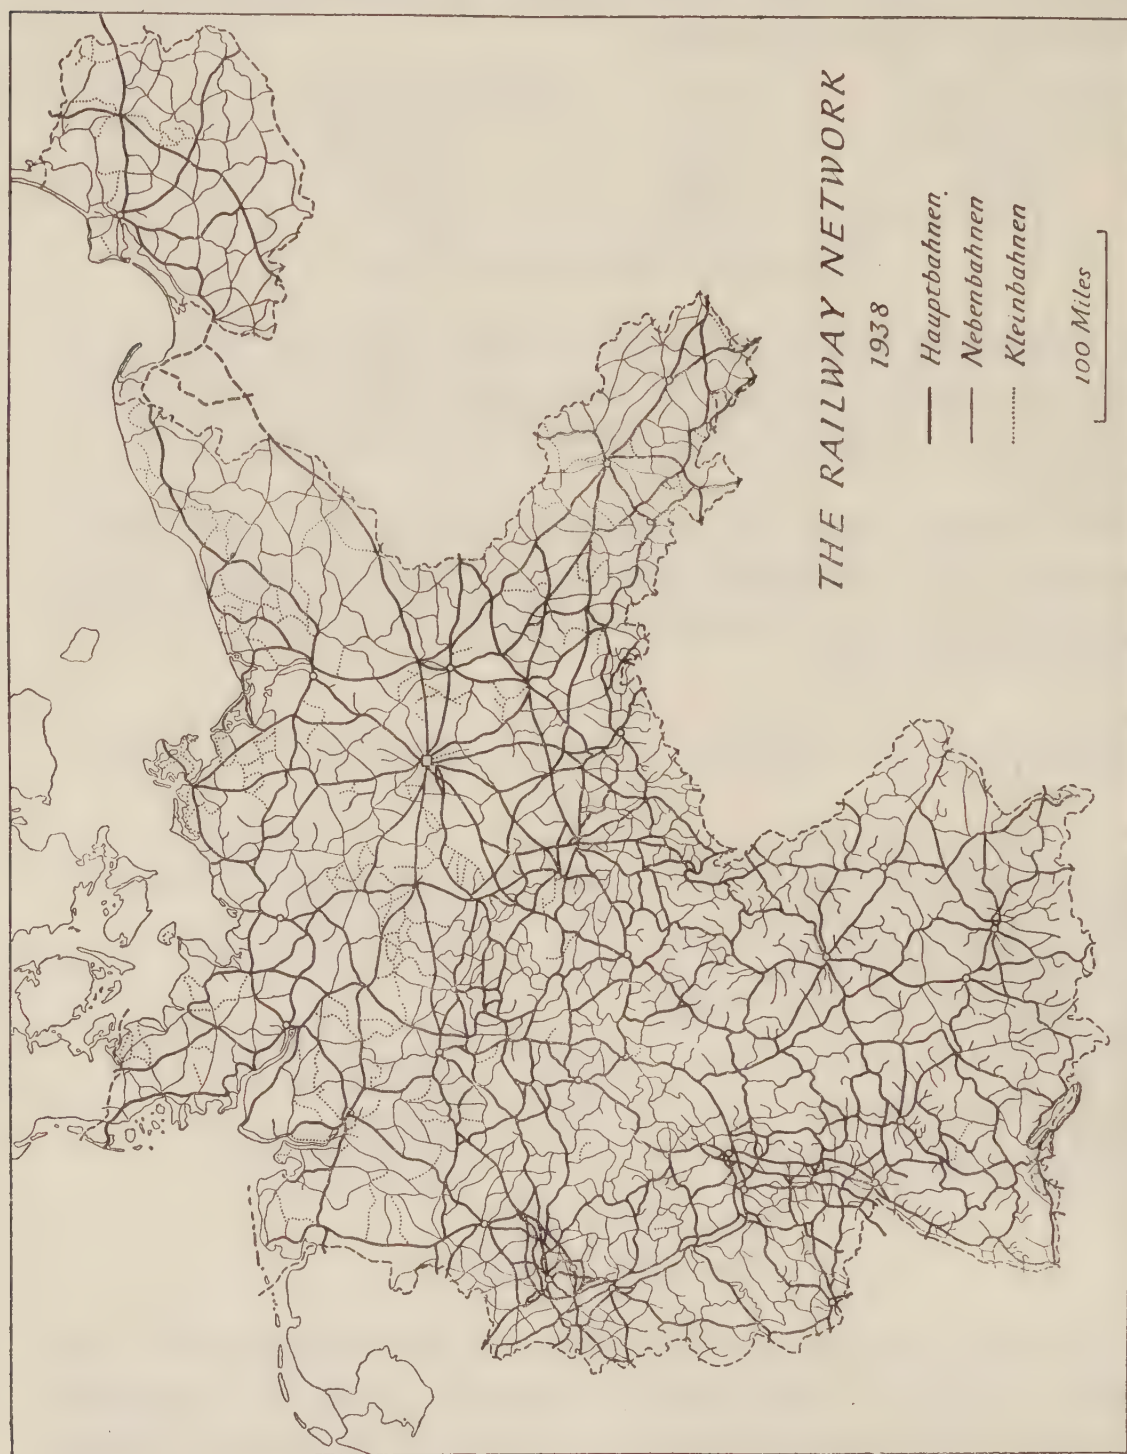 THE RAILWAY NETWORK
1938
Hauptbahnen.
Nebenbahnen
Kleinbahnen
100 Miles